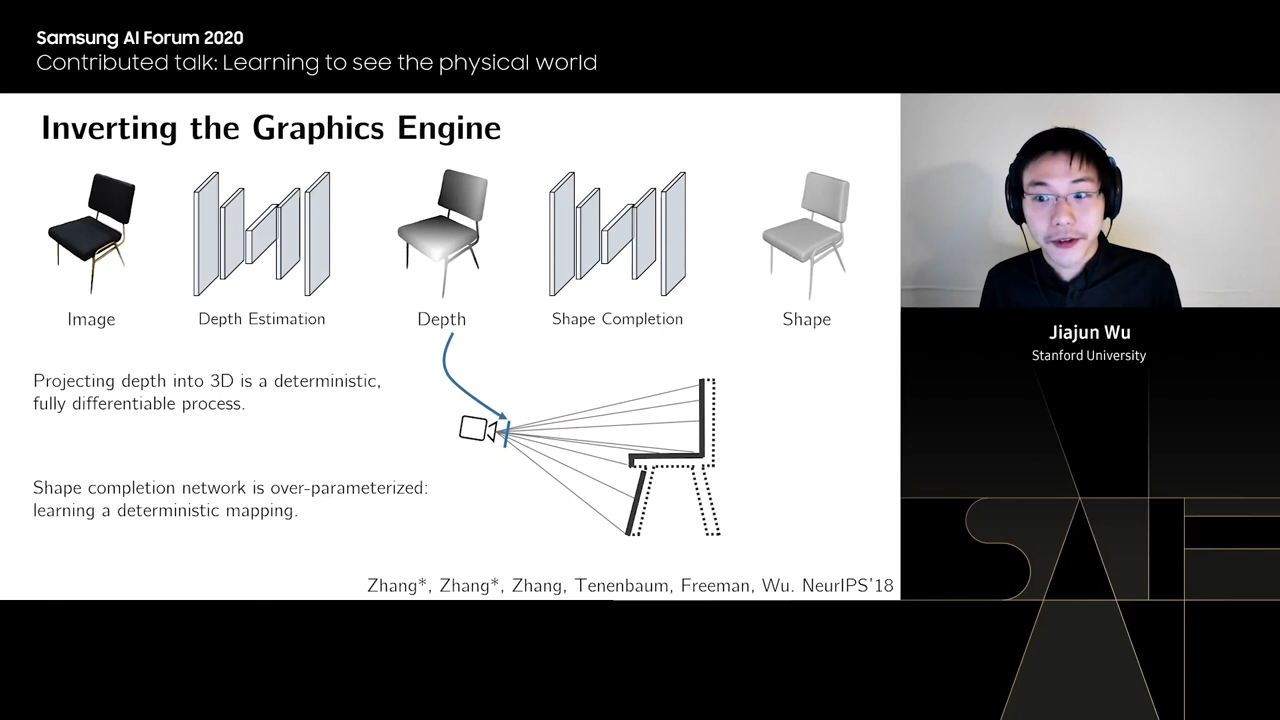 Samsung AI Forum 2020
Contributed talk: Learning to see the physical world
Inverting the Graphics Engine
Image
Depth Estimation
Depth
Shape Completion
Shape
Projecting depth into 3D is a deterministic,
fully differentiable process.
Shape completion network is over-parameterized:
learning a deterministic mapping.
Zhang*, Zhang*, Zhang, Tenenbaum, Freeman, Wu. NeurIPS'18
Jiajun Wu
Stanford University